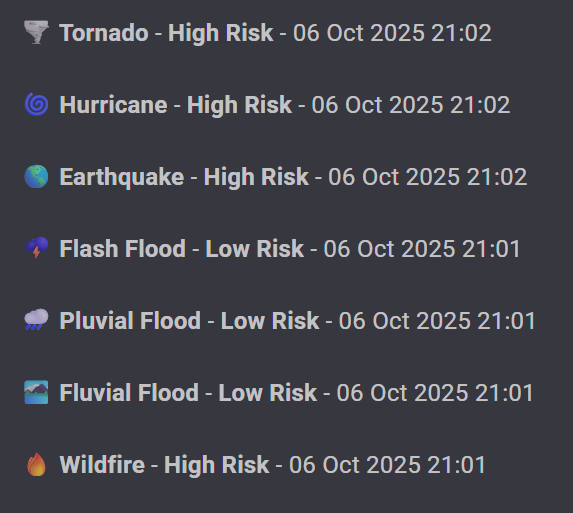 Tornado - High Risk - 06 Oct 2025 21:02
Hurricane - High Risk - 06 Oct 2025 21:02
Earthquake - High Risk - 06 Oct 2025 21:02
Flash Flood - Low Risk - 06 Oct 2025 21:01
Pluvial Flood - Low Risk - 06 Oct 2025 21:01
Fluvial Flood - Low Risk - 06 Oct 2025 21:01
Wildfire - High Risk - 06 Oct 2025 21:01